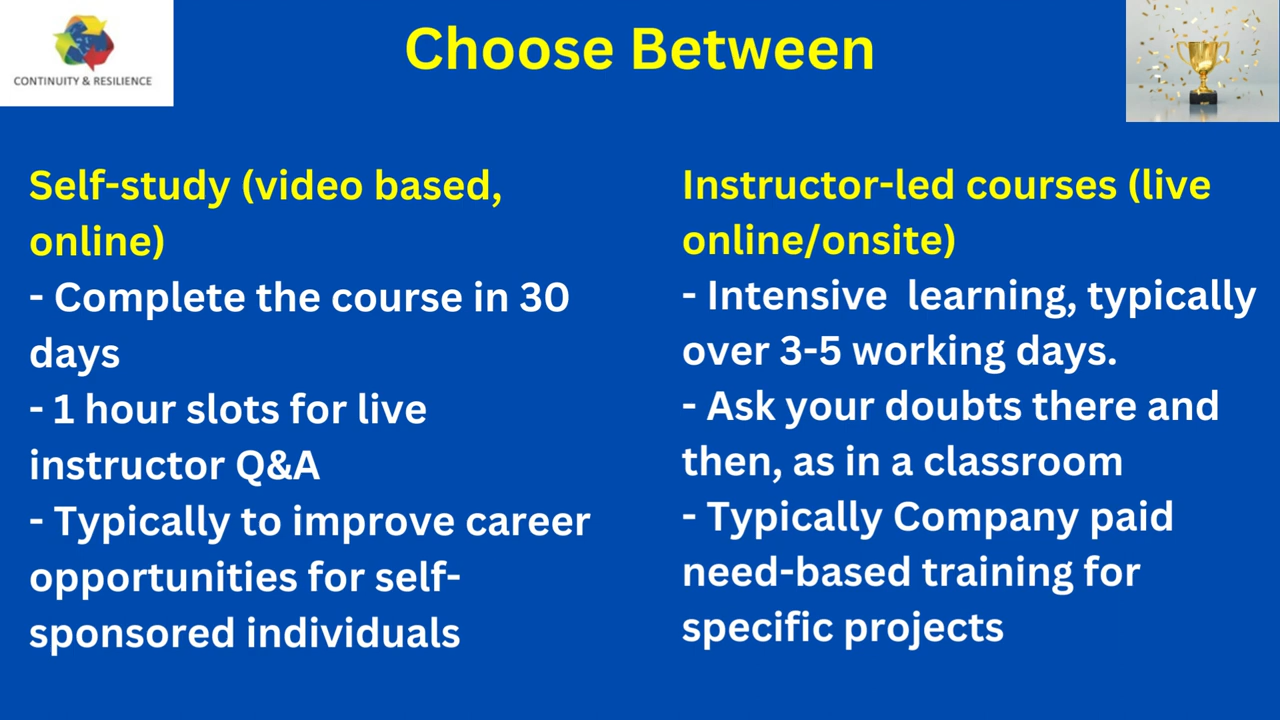 CONTINUITY & RESILIENCE
Choose Between
Self-study (video based,
online)
- Complete the course in 30
days
- 1 hour slots for live
instructor Q&A
- Typically to improve career
opportunities for self-
sponsored individuals
Instructor-led courses (live
online/onsite)
- Intensive  learning, typically
over 3-5 working days.
- Ask your doubts there and
then, as in a classroom
- Typically Company paid
need-based training for
specific projects